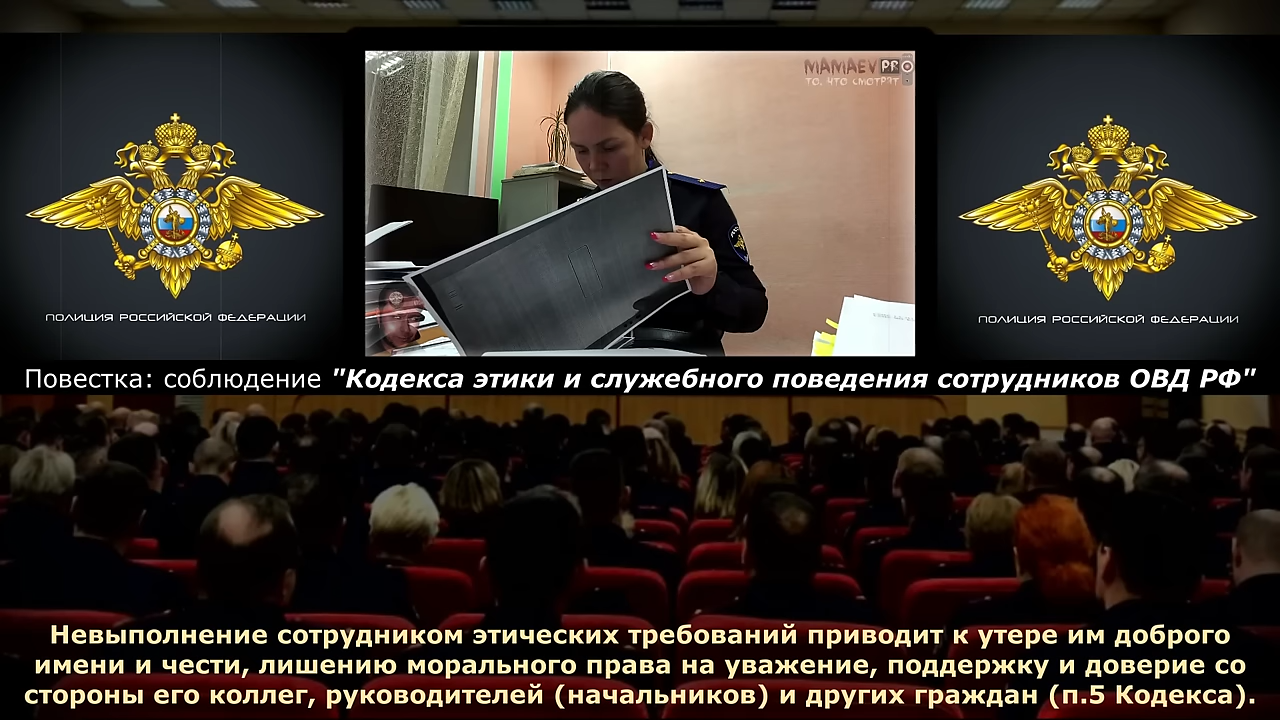 MAMAEV PRO
ТО, ЧТО СМОТРЯТ
ПОЛИЦИЯ РОССИЙСКОЙ ФЕДЕРАЦИИ
ПОЛИЦИЯ РОССИЙСКОЙ ФЕДЕРАЦИИ
Повестка: соблюдение "Кодекса этики и служебного поведения сотрудников ОВД РФ"
Невыполнение сотрудником этических требований приводит к утере им доброго
имени и чести, лишению морального права на уважение, поддержку и доверие со
стороны его коллег, руководителей (начальников) и других граждан (п.5 Кодекса).